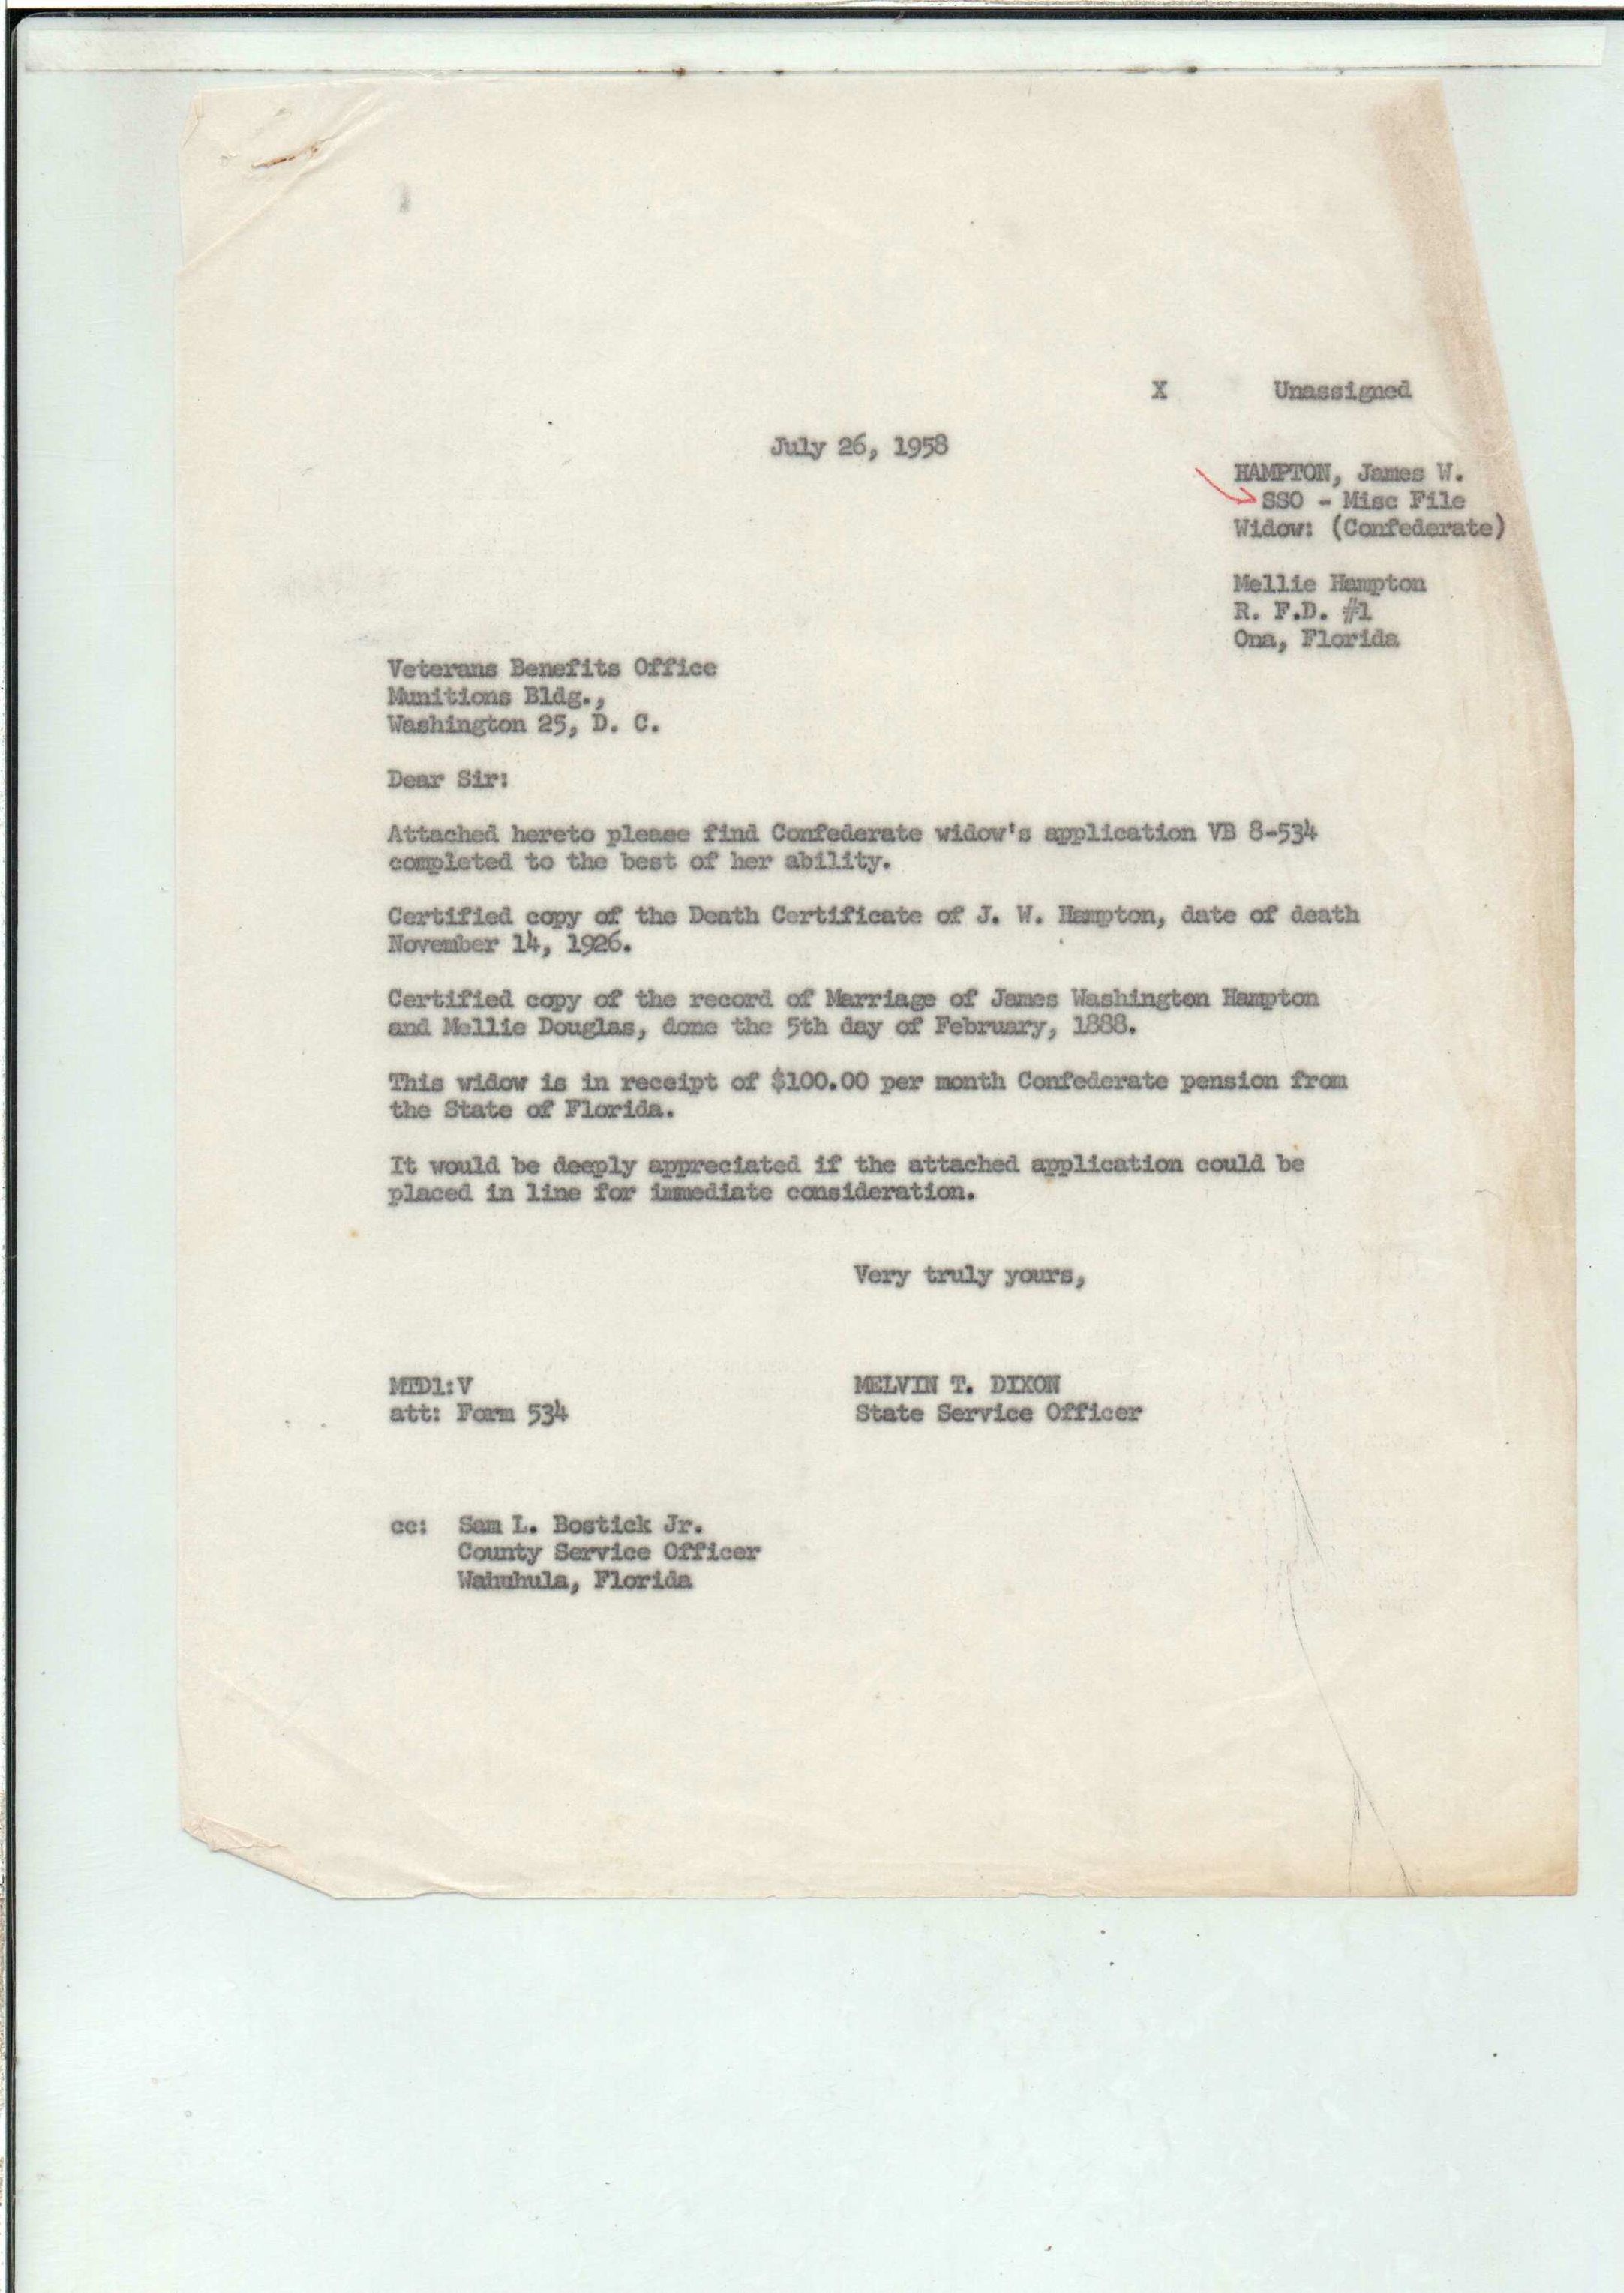 X Unassigned
July 26, 1958
HAMPTON, James W.
SSO - Misc File
Widow: (Confederate)
Mellie Hampton
R. F.D. #1
Ona, Florida
Veterans Benefits Office
Munitions Bldg.,
Washington 25, D. C.
Dear Sir:
Attached hereto please find Confederate widow's application VB 8-534
completed to the best of her ability.
Certified copy of the Death Certificate of J. W. Hampton, date of death
November 14, 1926.
Certified copy of the record of Marriage of James Washington Hampton
and Mellie Douglas, done the 5th day of February, 1888.
This widow is in receipt of $100.00 per month Confederate pension from
the State of Florida.
It would be deeply appreciated if the attached application could be
placed in line for immediate consideration.
Very truly yours,
MTD1:V
att: Form 534
MELVIN T. DIXON
State Service Officer
cc: Sam L. Bostick Jr.
County Service Officer
Wahuhula, Florida